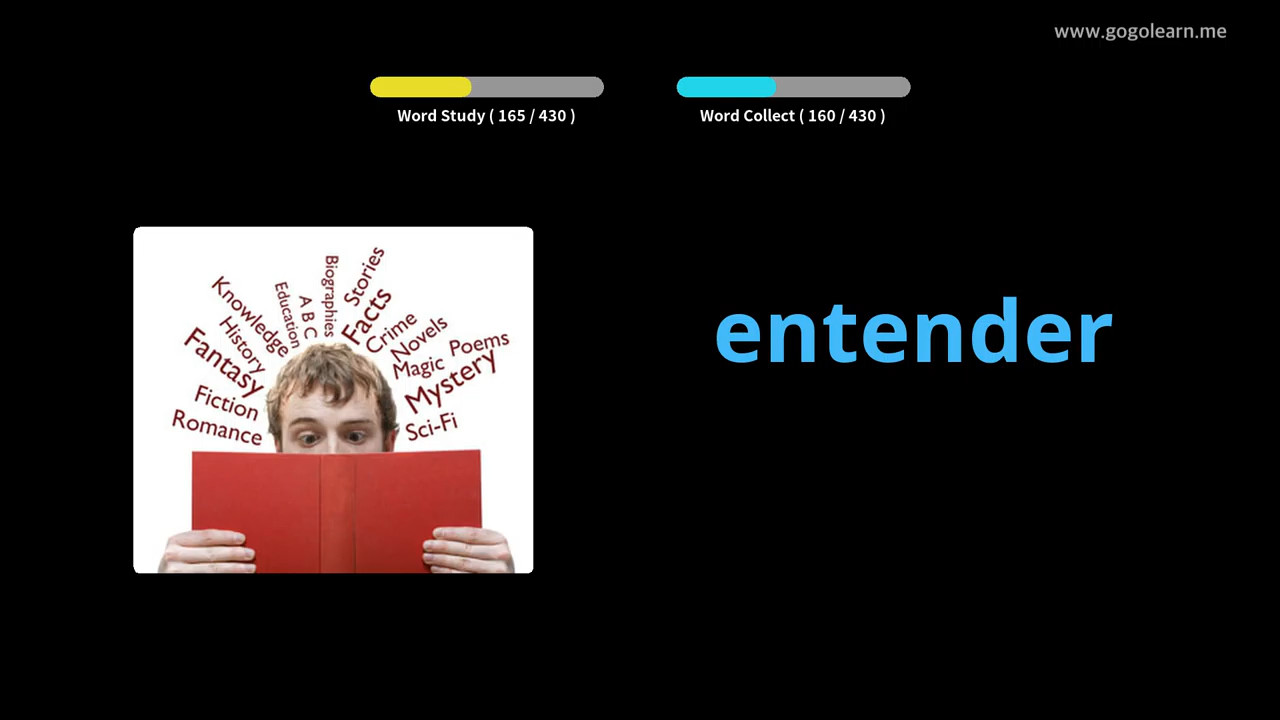 www.gogolearn.me
Word Study ( 165 / 430 )
Word Collect ( 160 / 430 )
Biographies
Stories
Knowledge
Education
A B C
Facts
History
Crime
Novels
Fantasy
Magic
Poems
Mystery
Fiction
Romance
Sci-Fi
entender